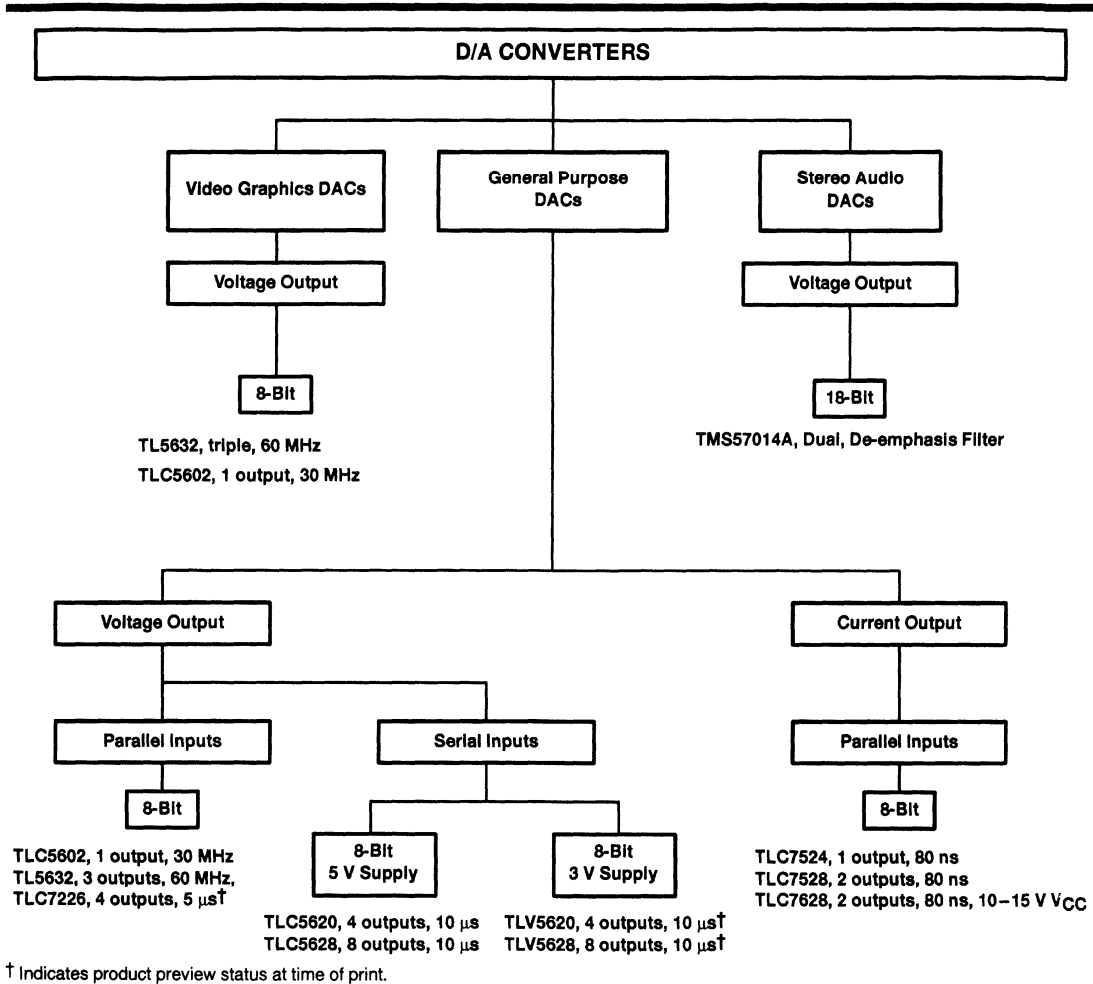 D/A CONVERTERS
Video Graphics DACs
General Purpose
DACs
Stereo Audio
DACs
Voltage Output
Voltage Output
8-Bit
18-Bit
TL5632, triple, 60 MHz
TLC5602, 1 output, 30 MHz
TMS57014A, Dual, De-emphasis Filter
Voltage Output
Current Output
Parallel Inputs
Serial Inputs
Parallel Inputs
8-Bit
8-Bit
5 V Supply
8-Bit
3 V Supply
8-Bit
TLC5602, 1 output, 30 MHz
TL5632, 3 outputs, 60 MHz,
TLC7226, 4 outputs, 5 μs†
TLC5620, 4 outputs, 10 μs
TLC5628, 8 outputs, 10 μs
TLV5620, 4 outputs, 10 μs†
TLV5628, 8 outputs, 10 μs†
TLC7524, 1 output, 80 ns
TLC7528, 2 outputs, 80 ns
TLC7628, 2 outputs, 80 ns, 10–15 V VCC
† Indicates product preview status at time of print.